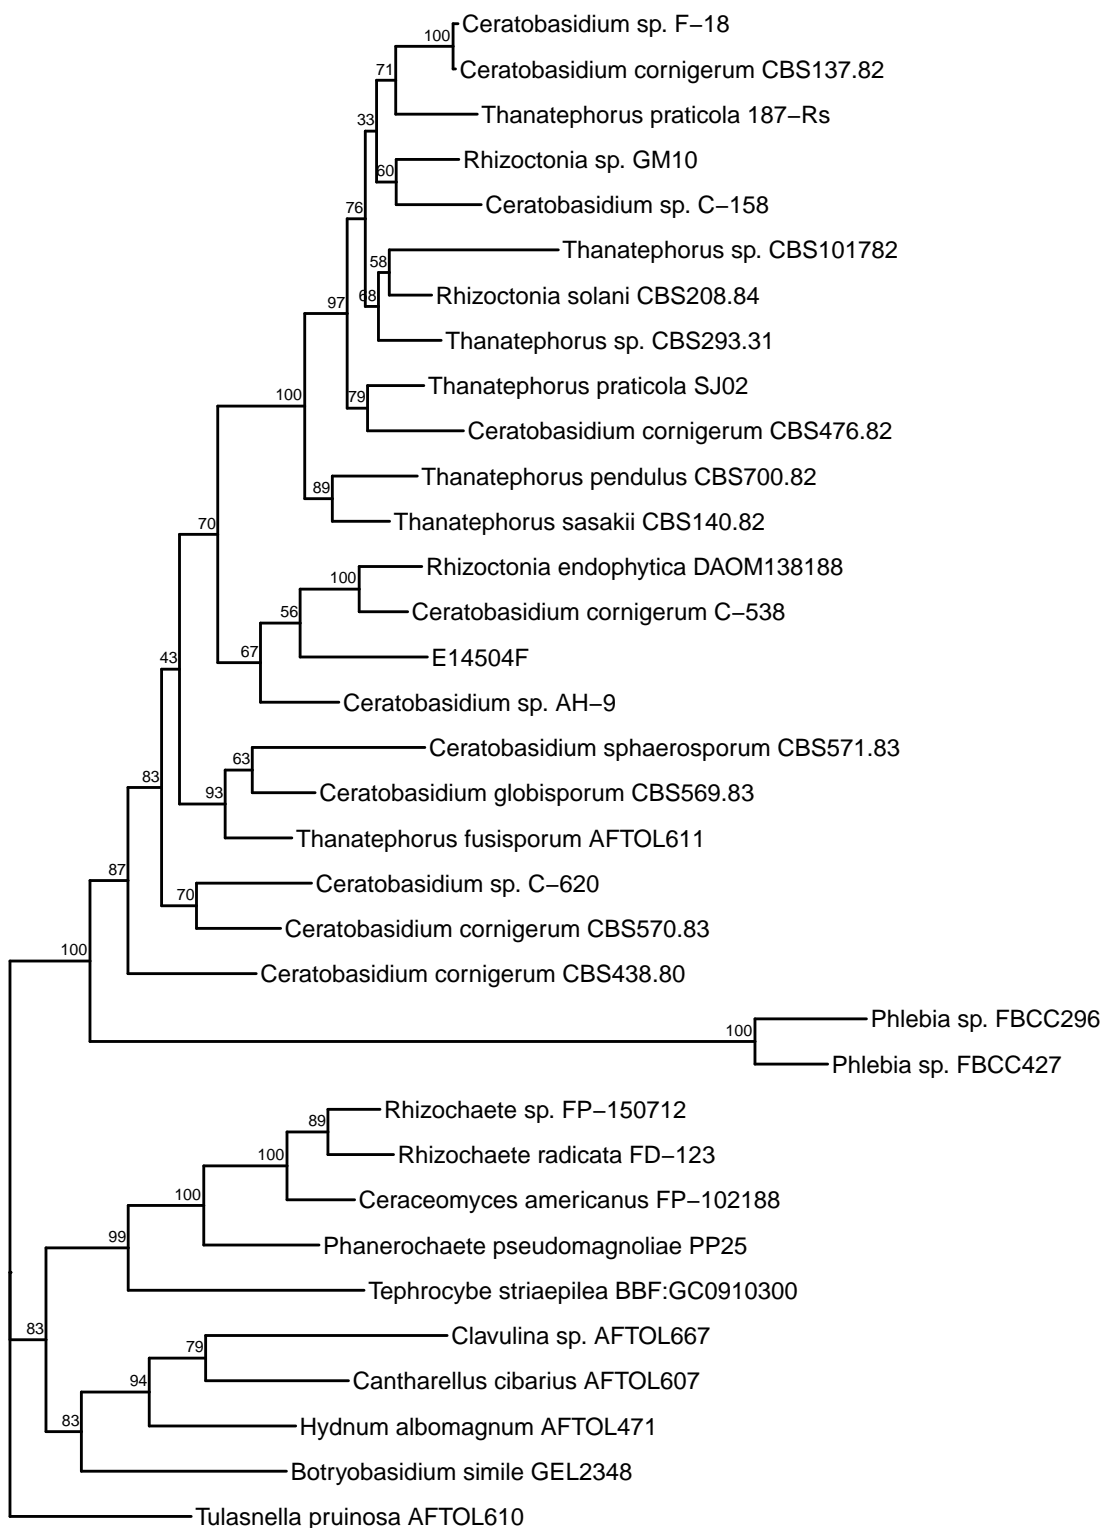 Ceratobasidium sp. F−18
100
Ceratobasidium cornigerum CBS137.82
71
Thanatephorus praticola 187−Rs
33
Rhizoctonia sp. GM10
60
Ceratobasidium sp. C−158
76
Thanatephorus sp. CBS101782
58
Rhizoctonia solani CBS208.84
68
97
Thanatephorus sp. CBS293.31
Thanatephorus praticola SJ02
79
100
Ceratobasidium cornigerum CBS476.82
Thanatephorus pendulus CBS700.82
89
Thanatephorus sasakii CBS140.82
70
Rhizoctonia endophytica DAOM138188
100
Ceratobasidium cornigerum C−538
56
E14504F
67
43
Ceratobasidium sp. AH−9
Ceratobasidium sphaerosporum CBS571.83
63
83
Ceratobasidium globisporum CBS569.83
93
Thanatephorus fusisporum AFTOL611
87
Ceratobasidium sp. C−620
70
Ceratobasidium cornigerum CBS570.83
100
Ceratobasidium cornigerum CBS438.80
Phlebia sp. FBCC296
100
Phlebia sp. FBCC427
Rhizochaete sp. FP−150712
89
Rhizochaete radicata FD−123
100
Ceraceomyces americanus FP−102188
100
Phanerochaete pseudomagnoliae PP25
99
Tephrocybe striaepilea BBF:GC0910300
83
Clavulina sp. AFTOL667
79
Cantharellus cibarius AFTOL607
94
Hydnum albomagnum AFTOL471
83
Botryobasidium simile GEL2348
Tulasnella pruinosa AFTOL610